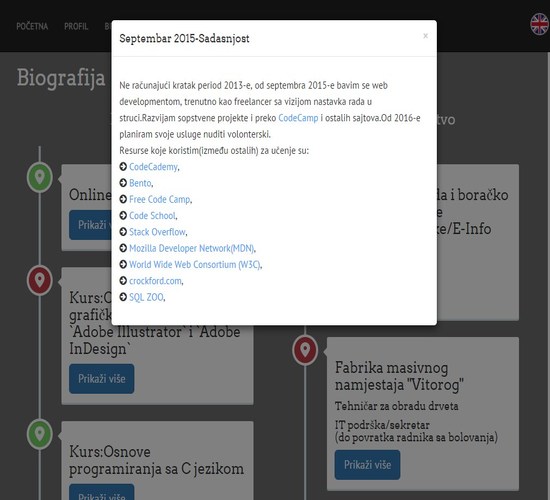 POČETNA PROFIL
Septembar 2015-Sadasnjost
×
Biografija
Ne računajući kratak period 2013-e, od septembra 2015-e bavim se web
developmentom, trenutno kao freelancer sa vizijom nastavka rada u
struci.Razvijam sopstvene projekte i preko CodeCamp i ostalih sajtova.Od 2016-e
planiram svoje usluge nuditi volonterski.
Resurse koje koristim(između ostalih) za učenje su:
CodeCademy,
Bento,
Free Code Camp,
Code School,
Stack Overflow,
Mozilla Developer Network(MDN),
World Wide Web Consortium (W3C),
crockford.com,
SQL ZOO,
Online
Prikaži više
Kurs:O
grafičk
`Adobe Illustrator` i `Adobe
InDesign`
Prikaži više
Kurs:Osnove
programiranja sa C jezikom
Prikaži više
tvo
da i boračko
e
ke/E-Info
Fabrika masivnog
namjestaja "Vitorog"
Tehničar za obradu drveta
IT podrška/sekretar
(do povratka radnika sa bolovanja)
Prikaži više